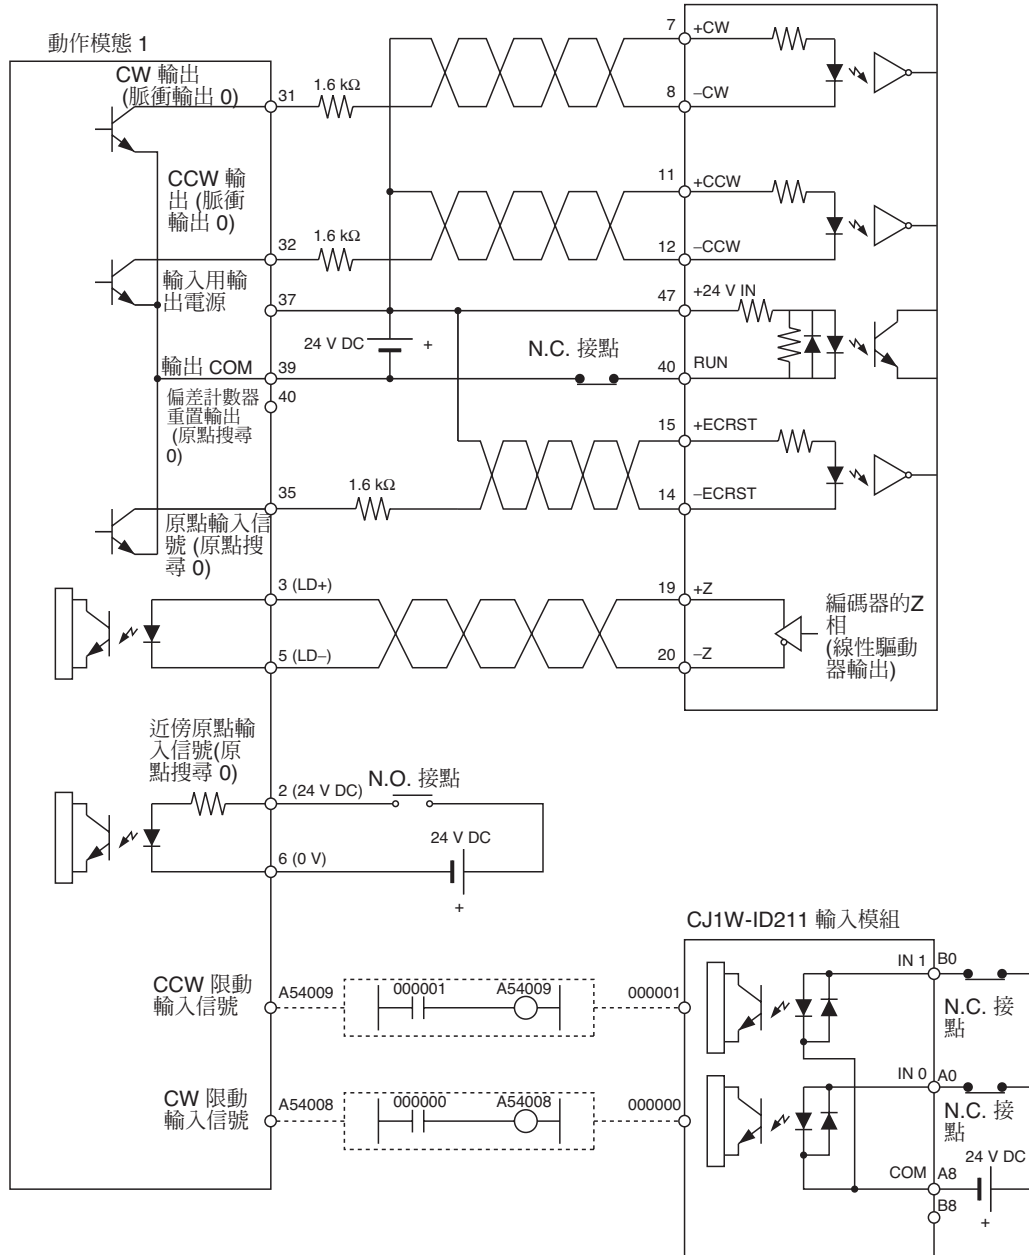 動作模態 1
CW 輸出
(脈衝輸出 0)
31
1.6 kΩ
7
+CW
8
–CW
CCW 輸
出 (脈衝
輸出 0)
11
+CCW
32
1.6 kΩ
12
–CCW
輸入用輸
出電源
37
47
+24 V IN
24 V DC
+
N.C. 接點
輸出 COM
39
40
RUN
偏差計數器
重置輸出
(原點搜尋
0)
40
15
+ECRST
35
1.6 kΩ
14
–ECRST
原點輸入信
號 (原點搜
尋 0)
3 (LD+)
19
+Z
5 (LD–)
20
–Z
編碼器的Z
相
(線性驅動
器輸出)
近傍原點輸
入信號(原
點搜尋 0)
2 (24 V DC)
N.O. 接點
24 V DC
6 (0 V)
+
CJ1W-ID211 輸入模組
CCW 限動
輸入信號
A54009
000001
A54009
000001
IN 1
B0
N.C. 接
點
CW 限動
輸入信號
A54008
000000
A54008
000000
IN 0
A0
N.C. 接
點
24 V DC
COM
A8
+
B8